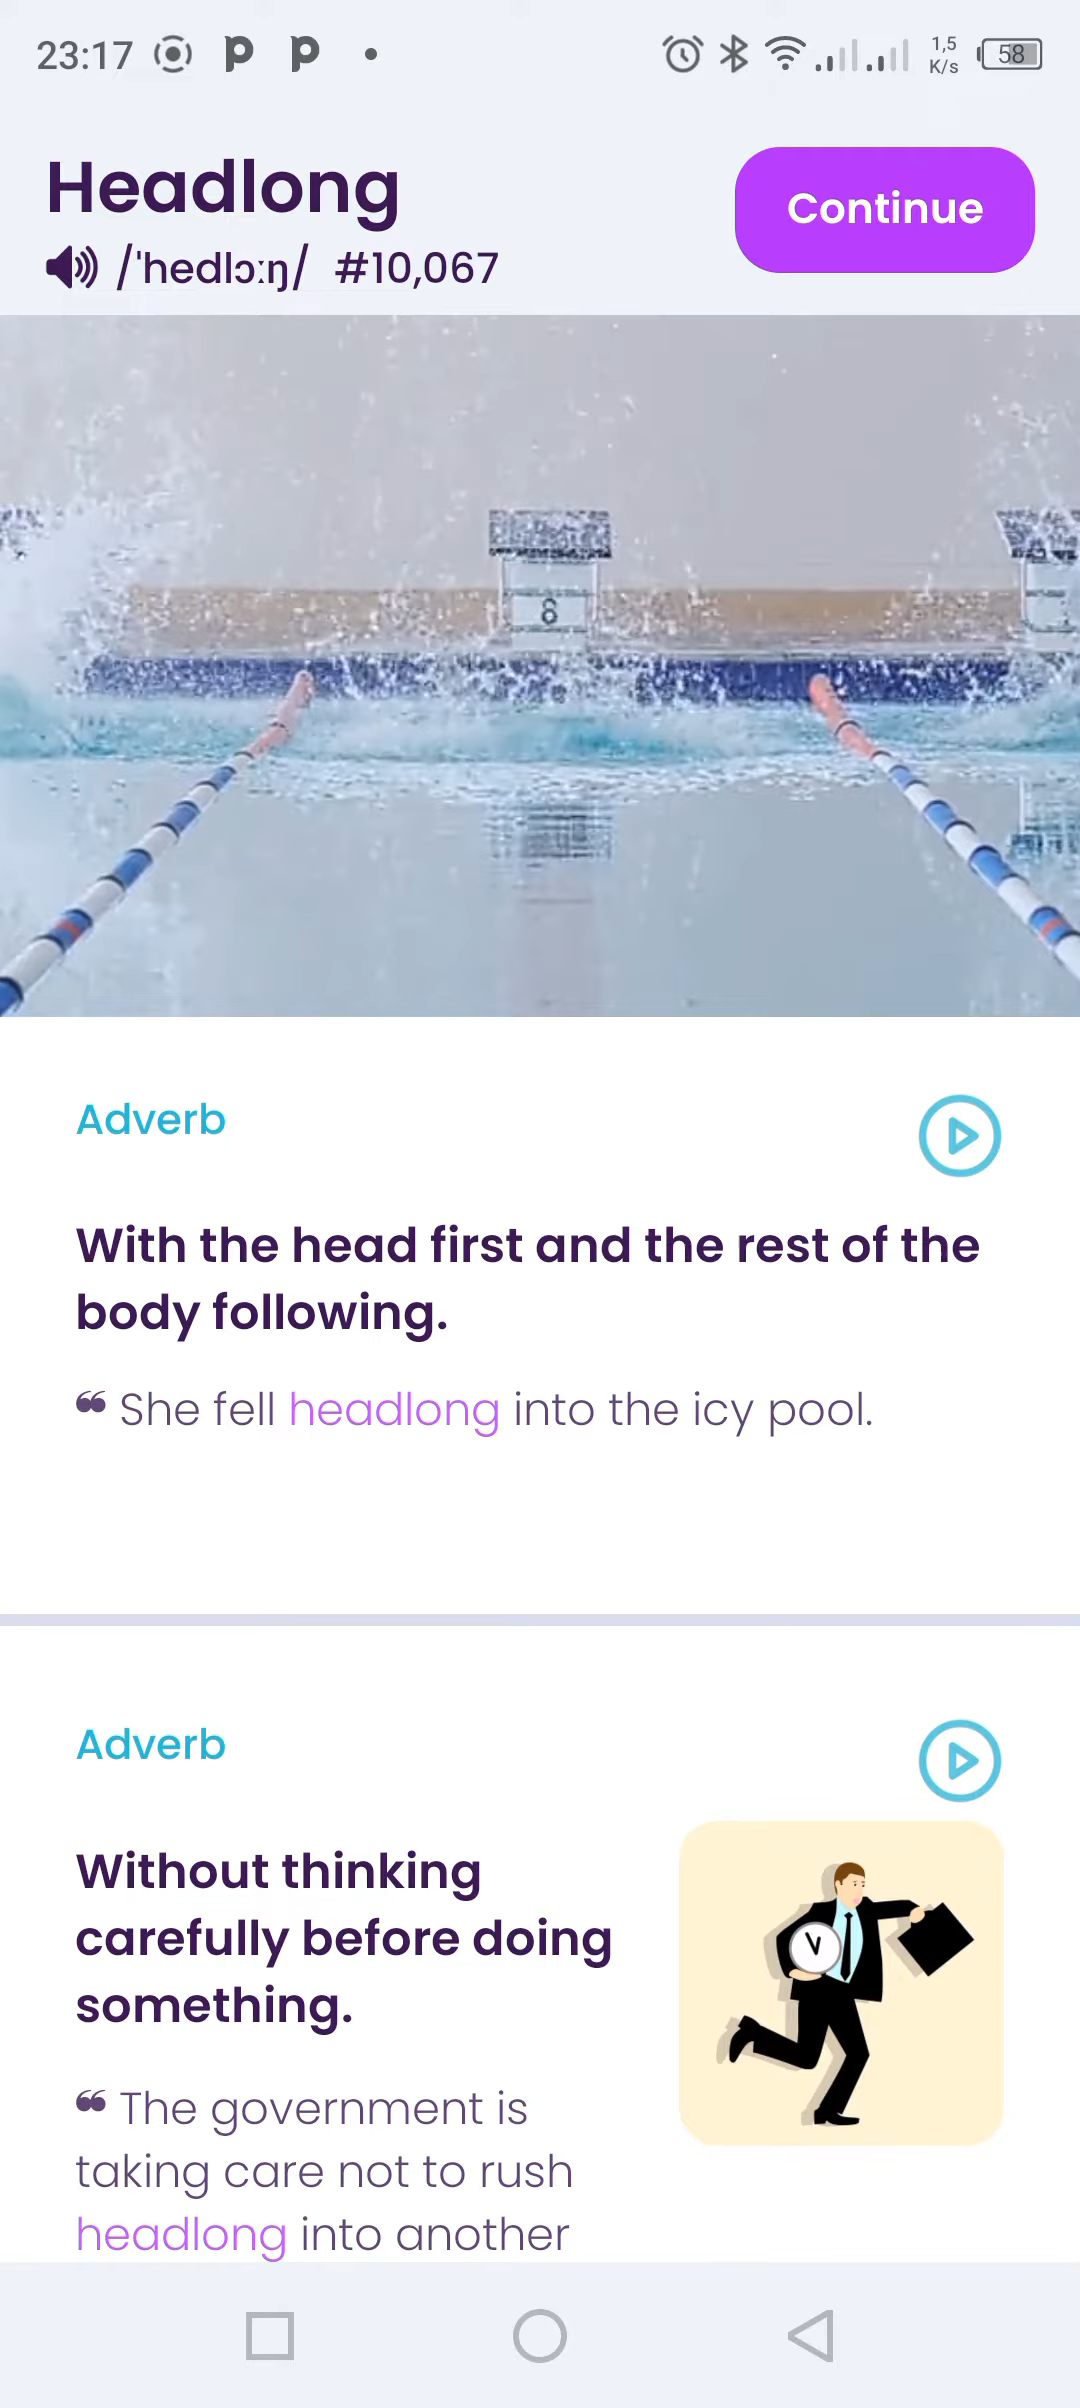 23:17
1,5
K/s
58
Headlong
Continue
/ˈhedlɔːŋ/ #10,067
8
Adverb
With the head first and the rest of the
body following.
❝ She fell headlong into the icy pool.
Adverb
Without thinking
carefully before doing
something.
❝ The government is
taking care not to rush
headlong into another